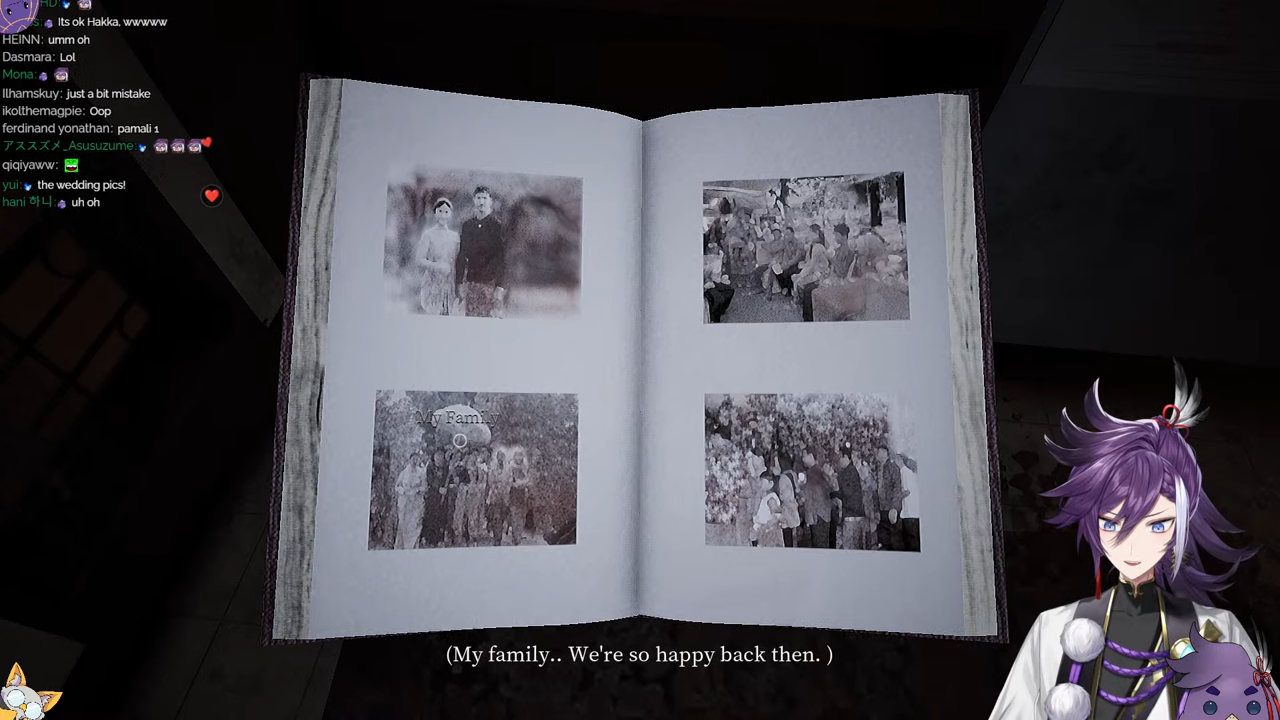 HD:
s: Its ok Hakka, wwwww
HEINN: umm oh
Dasmara: Lol
Mona:
Ilhamskuy: just a bit mistake
ikolthemagpie: Oop
ferdinand yonathan: pamali 1
アススズメ_Asusuzume:
qiqiyaww:
yui: the wedding pics!
hani 하니: uh oh
My Family
(My family.. We're so happy back then. )